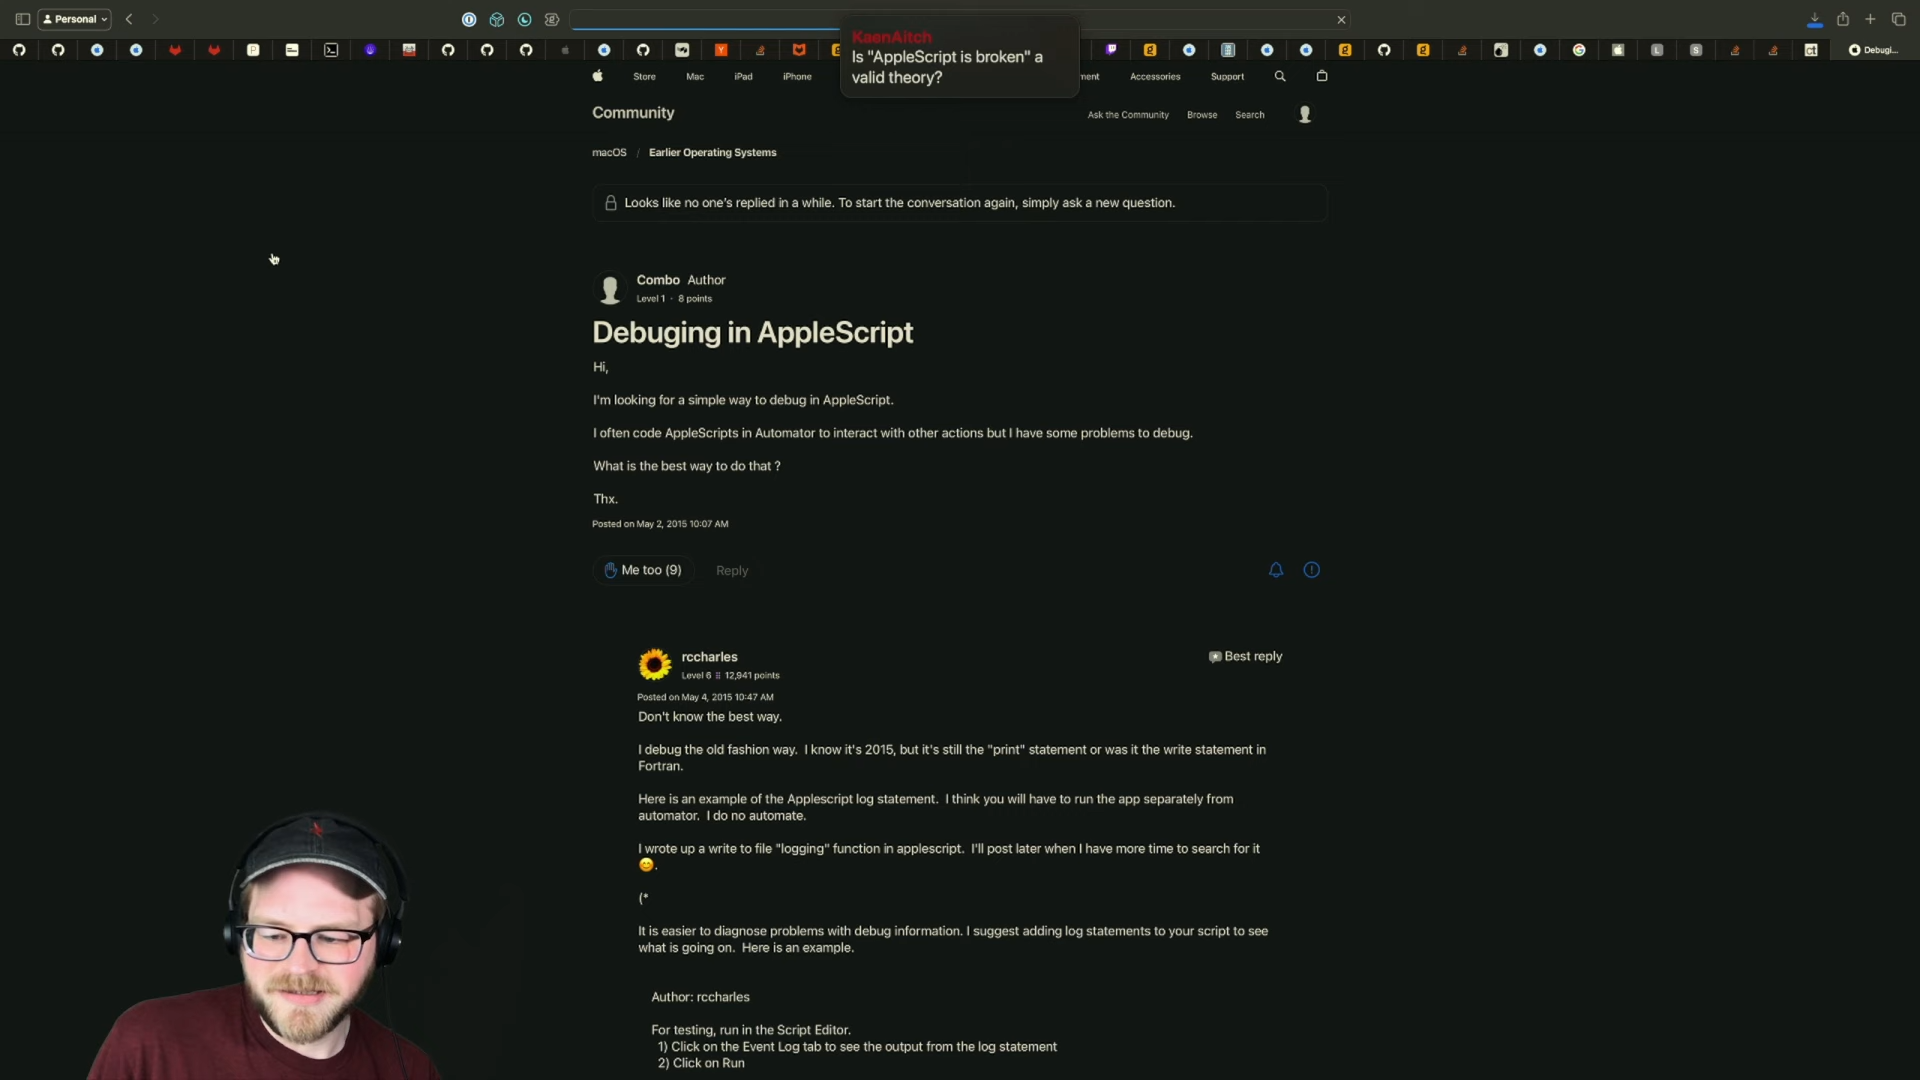 Personal
KaenAitch
Is "AppleScript is broken" a
valid theory?
Debugi...
Store
Mac
iPad
iPhone
Accessories
Support
Community
Ask the Community
Browse
Search
macOS / Earlier Operating Systems
Looks like no one's replied in a while. To start the conversation again, simply ask a new question.
Combo Author
Level 1 · 8 points
Debuging in AppleScript
Hi,
I'm looking for a simple way to debug in AppleScript.
I often code AppleScripts in Automator to interact with other actions but I have some problems to debug.
What is the best way to do that ?
Thx.
Posted on May 2, 2015 10:07 AM
Me too (9)
Reply
rccharles
Best reply
Level 6 12,941 points
Posted on May 4, 2015 10:47 AM
Don't know the best way.
I debug the old fashion way. I know it's 2015, but it's still the "print" statement or was it the write statement in
Fortran.
Here is an example of the Applescript log statement. I think you will have to run the app separately from
automator. I do no automate.
I wrote up a write to file "logging" function in applescript. I'll post later when I have more time to search for it
😊.
(*
It is easier to diagnose problems with debug information. I suggest adding log statements to your script to see
what is going on. Here is an example.
Author: rccharles
For testing, run in the Script Editor.
1) Click on the Event Log tab to see the output from the log statement
2) Click on Run